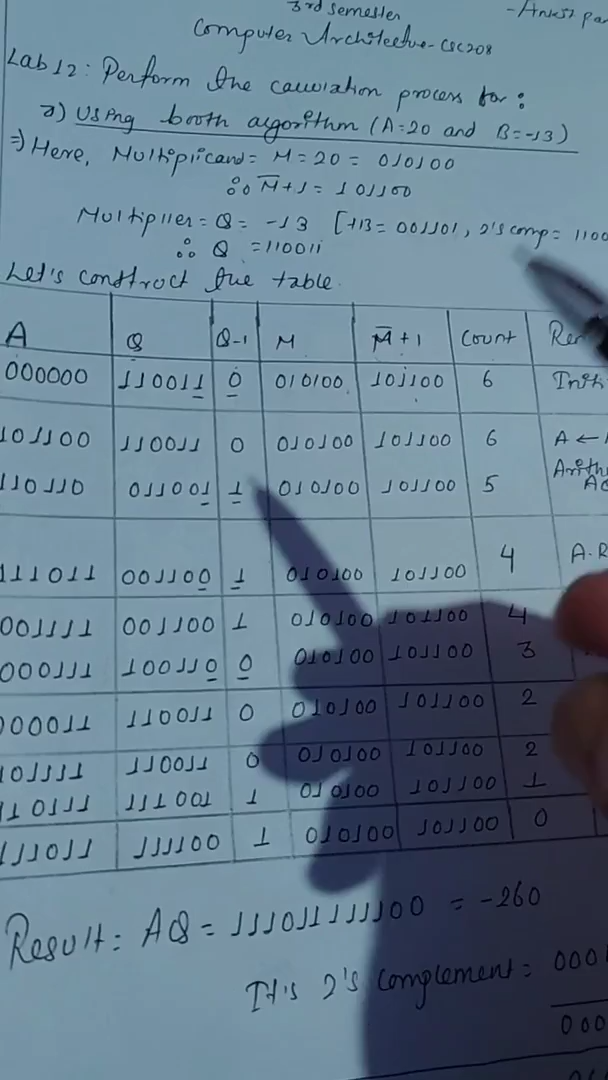 3rd semester
-Ankit
Computer Architecture-CSC208
Lab 12: Perform the calculation process for:
a) Using booth algorithm (A=20 and B=-13)
=> Here, Multiplicand = M = 20 = 010100
∴ M̅+1 = 101100
Multiplier = Q = -13 [+13 = 001101, 2's comp = 1100
∴ Q = 110011
Let's construct the table.
A Q Q-1 M M̅+1 Count
000000 110011 0 010100 101100 6
101100 110011 0 010100 101100 6 A ←
110110 011001 1 010100 101100 5
111011 001100 1 010100 101100 4 A.R
001111 001100 1 010100 101100 4
000111 100110 0 010100 101100 3
000011 110011 0 010100 101100 2
101111 110011 0 010100 101100 2
110111 111001 1 010100 101100 1
111011 111100 1 010100 101100 0
Result: AQ = 111011111100 = -260
It's 2's complement = 000
000